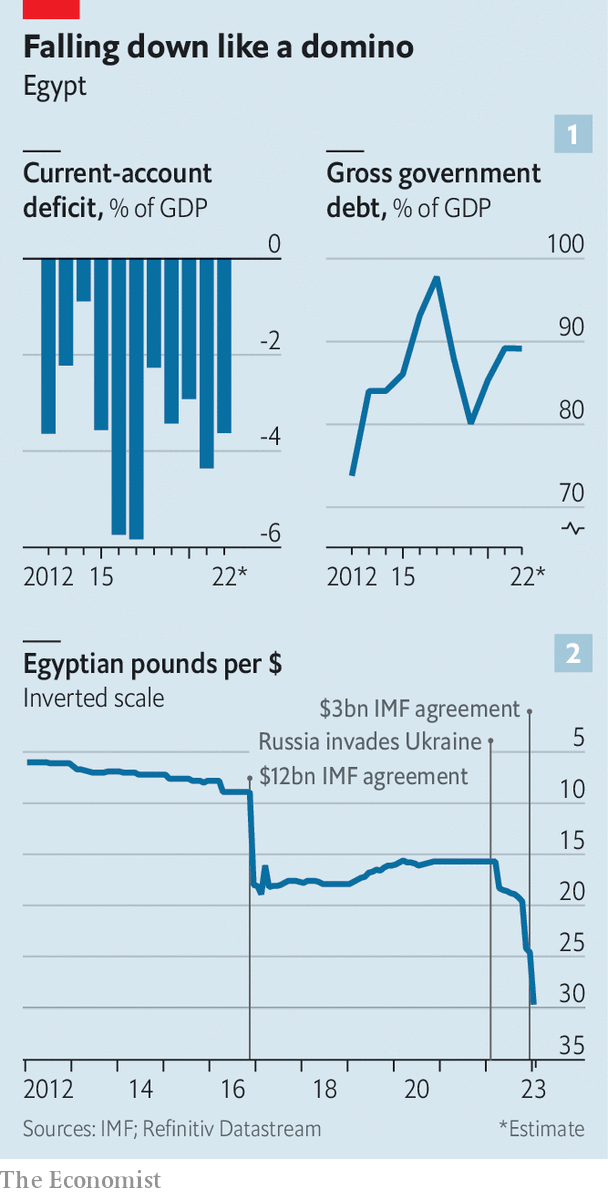 Falling down like a domino
Egypt
1
Current-account
deficit, % of GDP
0
-2
-4
-6
2012 15 22*
Gross government
debt, % of GDP
100
90
80
70
2012 15 22*
2
Egyptian pounds per $
Inverted scale
$3bn IMF agreement
Russia invades Ukraine
$12bn IMF agreement
5
10
15
20
25
30
35
2012 14 16 18 20 23
Sources: IMF; Refinitiv Datastream *Estimate
The Economist